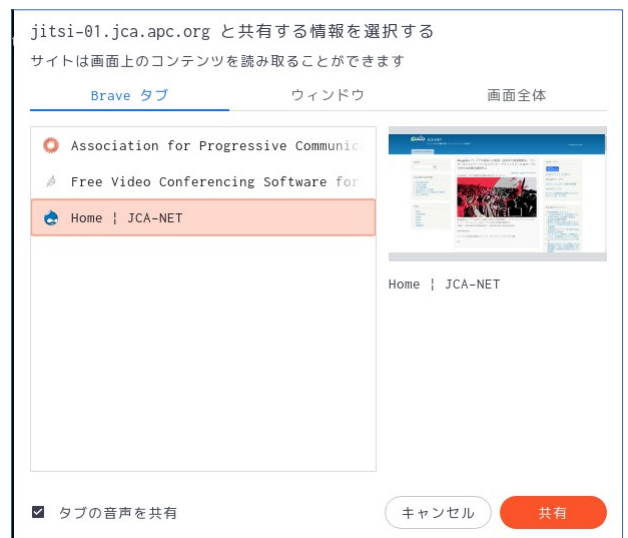 jitsi-01.jca.apc.org と共有する情報を選択する
サイトは画面上のコンテンツを読み取ることができます
Brave タブ
ウィンドウ
画面全体
Association for Progressive Communic
Free Video Conferencing Software for
Home ¦ JCA-NET
Home ¦ JCA-NET
タブの音声を共有
キャンセル
共有